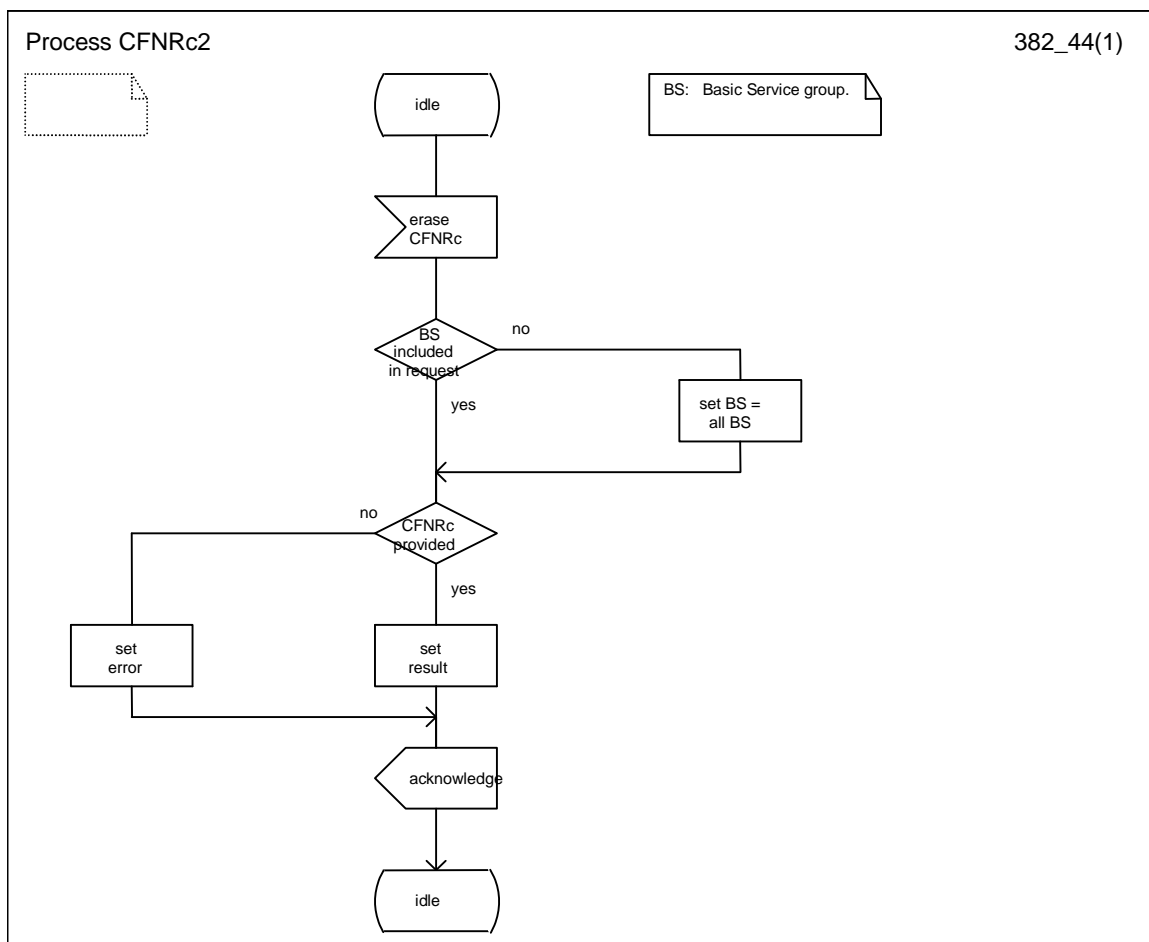 Process CFNRc2
382_44(1)
idle
BS: Basic Service group.
erase
CFNRc
BS
included
in request
no
yes
set BS =
all BS
no
CFNRc
provided
yes
set
error
set
result
acknowledge
idle